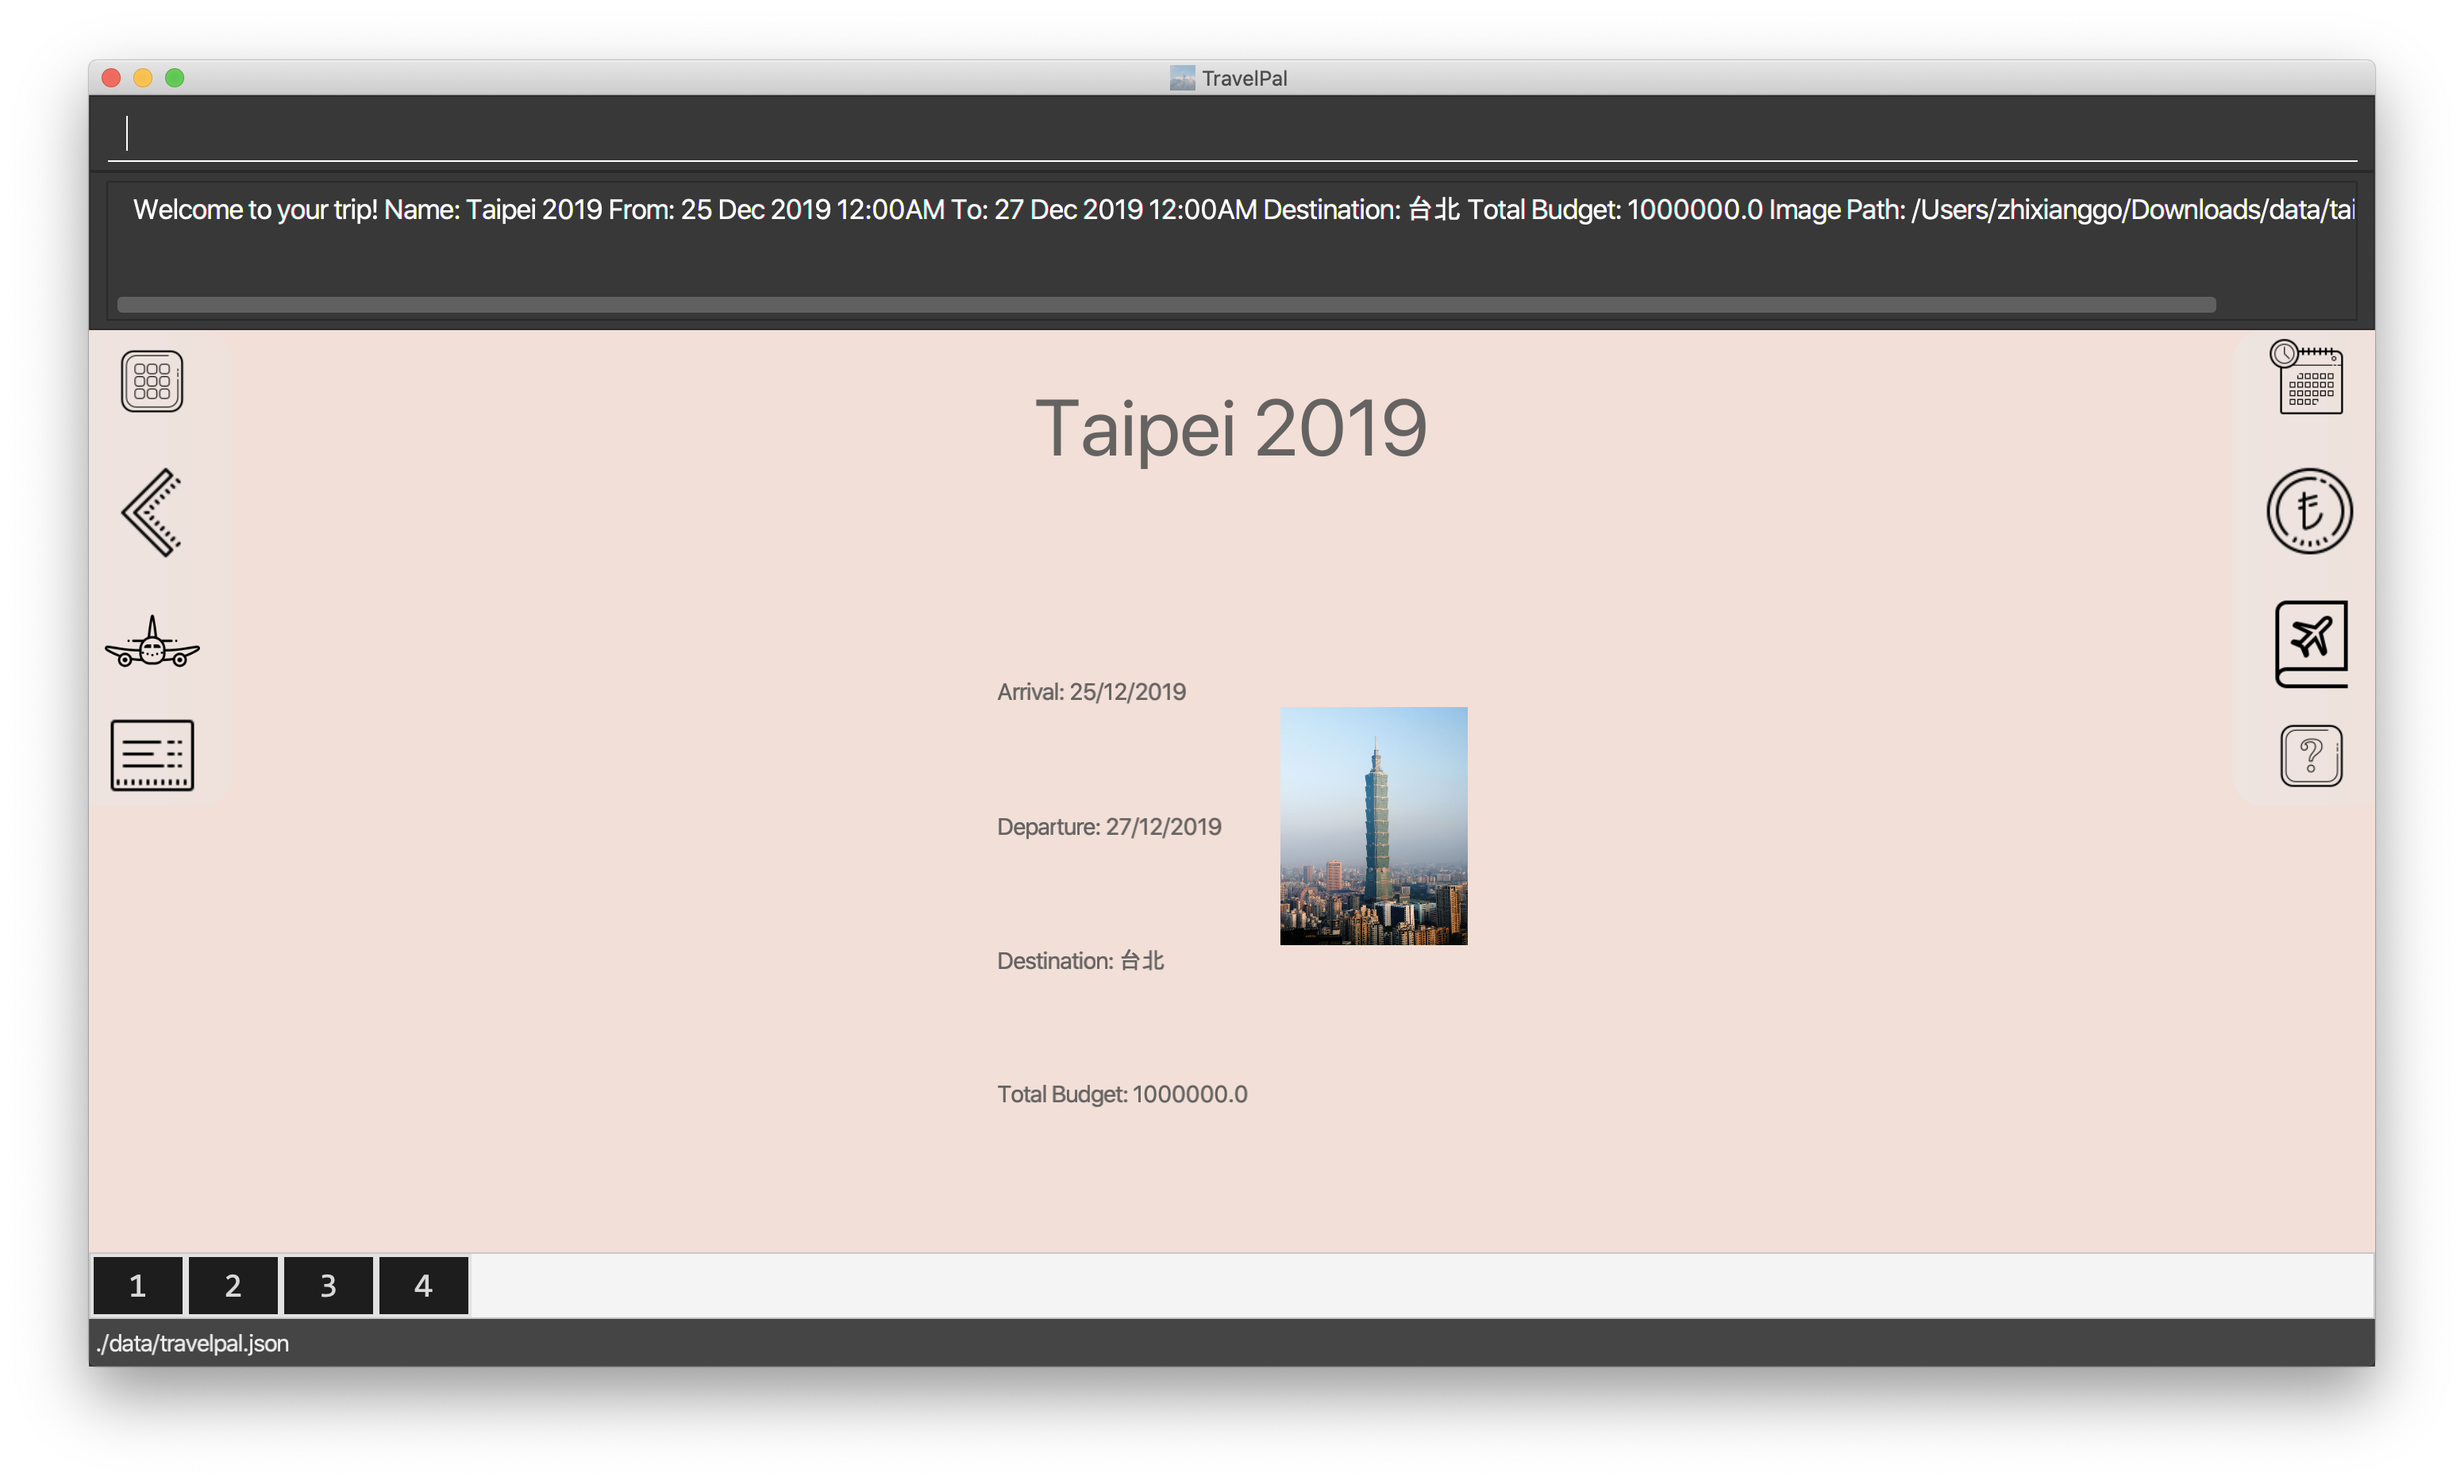 TravelPal
Welcome to your trip! Name: Taipei 2019 From: 25 Dec 2019 12:00AM To: 27 Dec 2019 12:00AM Destination: 台北 Total Budget: 1000000.0 Image Path: /Users/zhixianggo/Downloads/data/tai
Taipei 2019
Arrival: 25/12/2019
Departure: 27/12/2019
Destination: 台北
Total Budget: 1000000.0
?
1 2 3 4
./data/travelpal.json